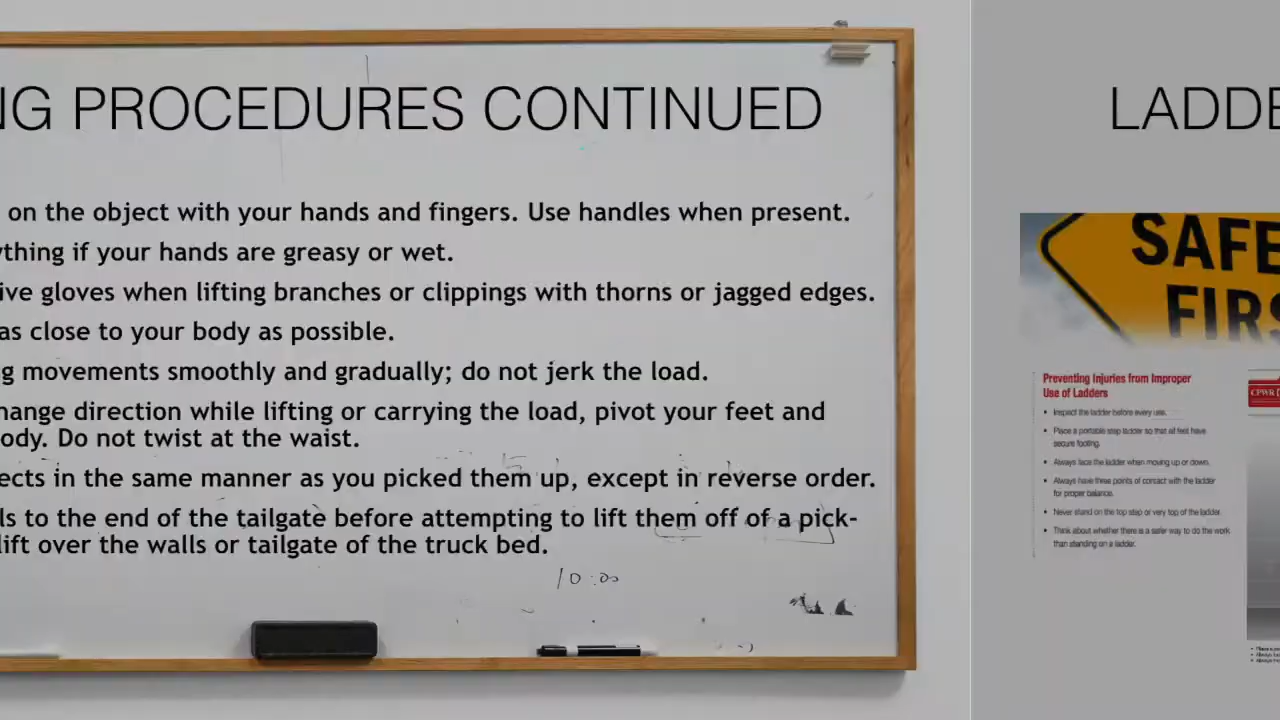 NG PROCEDURES CONTINUED
on the object with your hands and fingers. Use handles when present.
ything if your hands are greasy or wet.
ive gloves when lifting branches or clippings with thorns or jagged edges.
as close to your body as possible.
g movements smoothly and gradually; do not jerk the load.
hange direction while lifting or carrying the load, pivot your feet and
ody. Do not twist at the waist.
ects in the same manner as you picked them up, except in reverse order.
ls to the end of the tailgate before attempting to lift them off of a pick-
lift over the walls or tailgate of the truck bed.
10:00
LADDE
SAFE
FIRS
Preventing Injuries from Improper
Use of Ladders
• Inspect the ladder before every use.
• Place a portable step ladder so that all feet have
secure footing.
• Always face the ladder when moving up or down.
• Always have three points of contact with the ladder
for proper balance.
• Never stand on the top step or very top of the ladder.
• Think about whether there is a safer way to do the work
than standing on a ladder.
CPWR